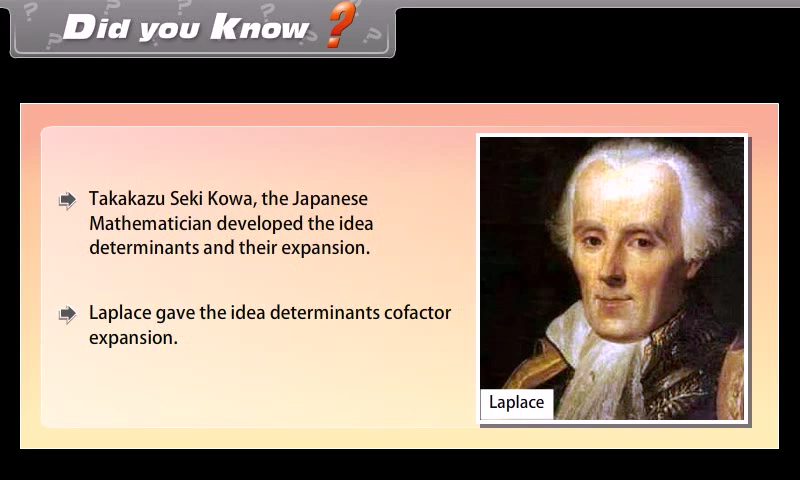 Did you Know ?
Takakazu Seki Kowa, the Japanese
Mathematician developed the idea
determinants and their expansion.
Laplace gave the idea determinants cofactor
expansion.
Laplace